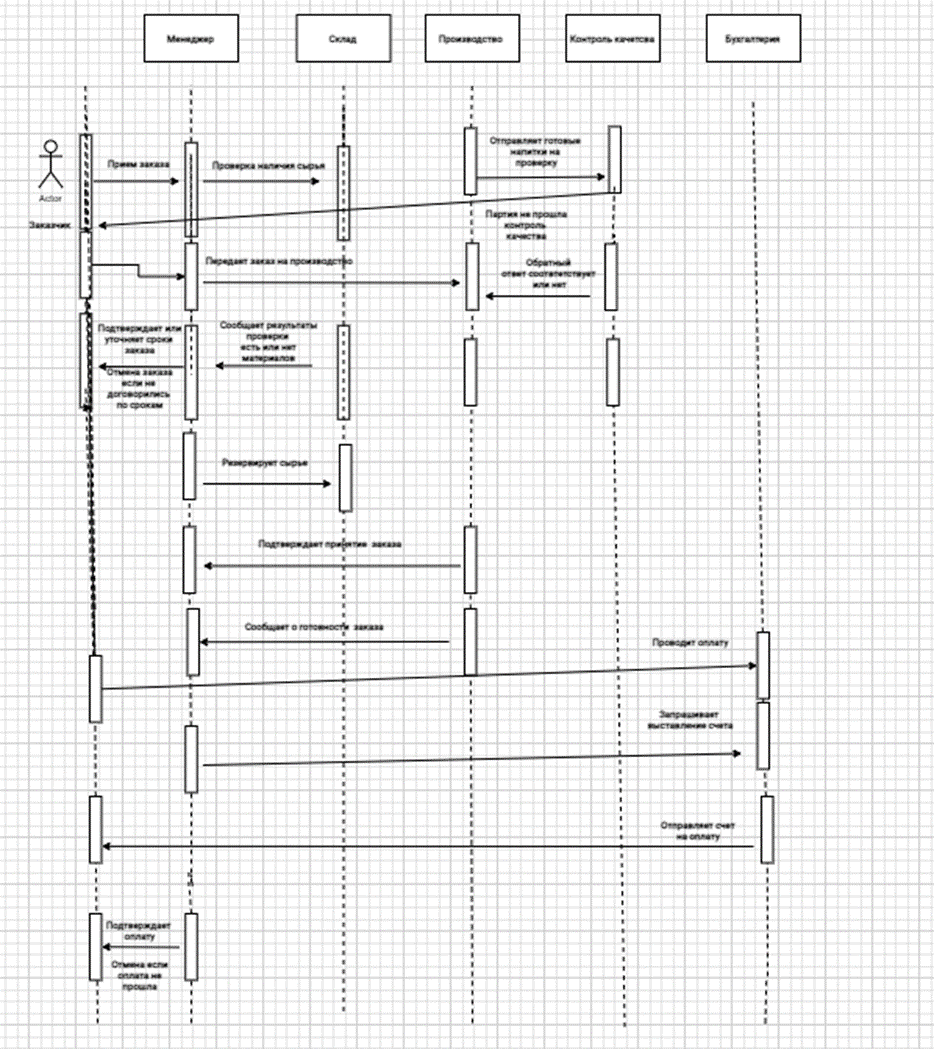 Менеджер
Склад
Производство
Контроль качетсва
Бухгалтерия
Actor
Заказчик
Прием заказа
Проверка наличия сырья
Отправляет готовые
напитки на
проверку
Партия не прошла
контроль
качества
Передает заказ на производство
Обратный
ответ соответствует
или нет
Подтверждает или
уточняет сроки
заказа
Отмена заказа
если не
договорились
по срокам
Сообщает результаты
проверки
есть или нет
материалов
Резервирует сырье
Подтверждает принятие заказа
Сообщает о готовности заказа
Проводит оплату
Запрашивает
выставление счета
Отправляет счет
на оплату
Подтверждает
оплату
Отмена если
оплата не
прошла